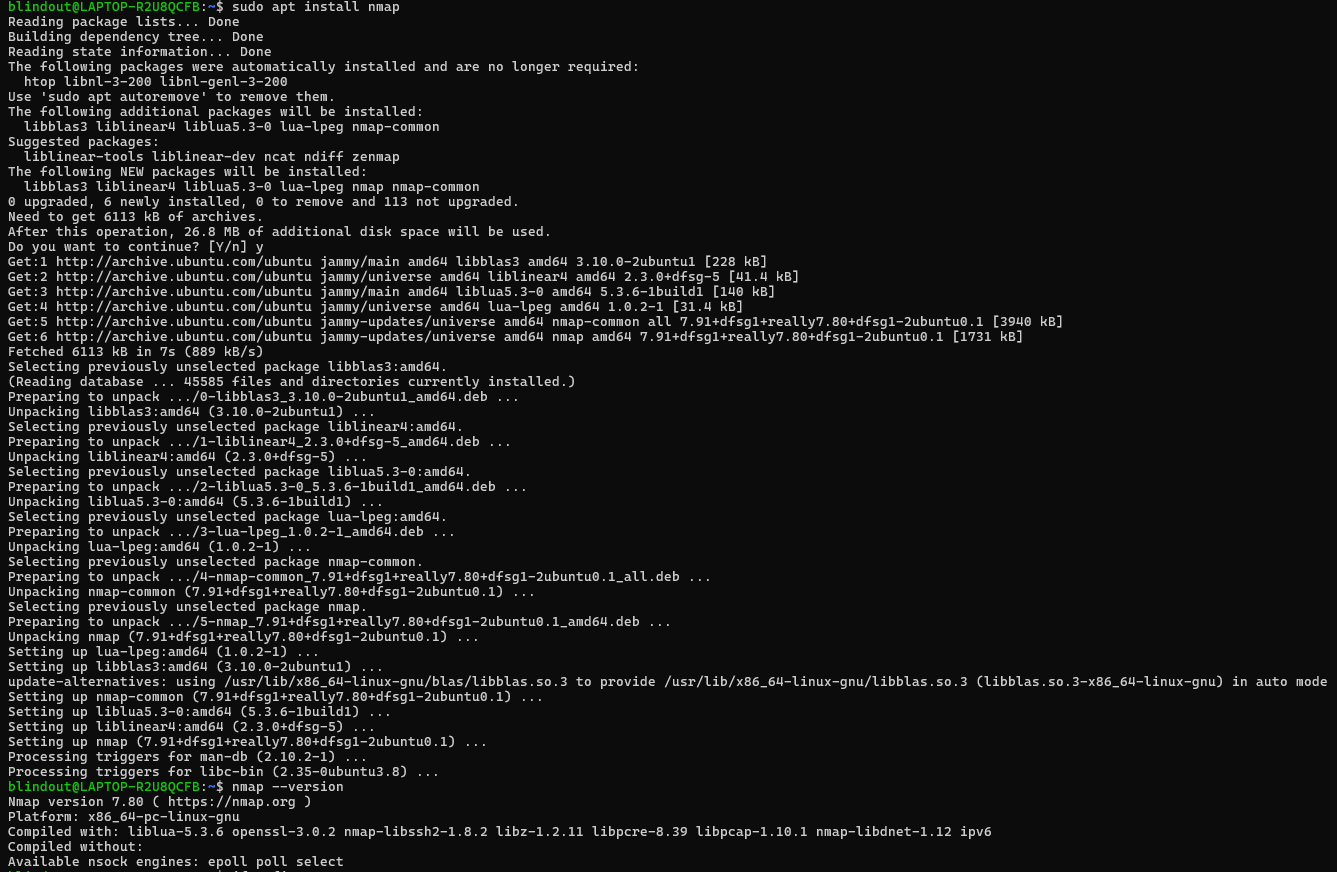 blindout@LAPTOP-R2U8QCFB:~$ sudo apt install nmap
Reading package lists... Done
Building dependency tree... Done
Reading state information... Done
The following packages were automatically installed and are no longer required:
  htop libnl-3-200 libnl-genl-3-200
Use 'sudo apt autoremove' to remove them.
The following additional packages will be installed:
  libblas3 liblinear4 liblua5.3-0 lua-lpeg nmap-common
Suggested packages:
  liblinear-tools liblinear-dev ncat ndiff zenmap
The following NEW packages will be installed:
  libblas3 liblinear4 liblua5.3-0 lua-lpeg nmap nmap-common
0 upgraded, 6 newly installed, 0 to remove and 113 not upgraded.
Need to get 6113 kB of archives.
After this operation, 26.8 MB of additional disk space will be used.
Do you want to continue? [Y/n] y
Get:1 http://archive.ubuntu.com/ubuntu jammy/main amd64 libblas3 amd64 3.10.0-2ubuntu1 [228 kB]
Get:2 http://archive.ubuntu.com/ubuntu jammy/universe amd64 liblinear4 amd64 2.3.0+dfsg-5 [41.4 kB]
Get:3 http://archive.ubuntu.com/ubuntu jammy/main amd64 liblua5.3-0 amd64 5.3.6-1build1 [140 kB]
Get:4 http://archive.ubuntu.com/ubuntu jammy/universe amd64 lua-lpeg amd64 1.0.2-1 [31.4 kB]
Get:5 http://archive.ubuntu.com/ubuntu jammy-updates/universe amd64 nmap-common all 7.91+dfsg1+really7.80+dfsg1-2ubuntu0.1 [3940 kB]
Get:6 http://archive.ubuntu.com/ubuntu jammy-updates/universe amd64 nmap amd64 7.91+dfsg1+really7.80+dfsg1-2ubuntu0.1 [1731 kB]
Fetched 6113 kB in 7s (889 kB/s)
Selecting previously unselected package libblas3:amd64.
(Reading database ... 45585 files and directories currently installed.)
Preparing to unpack .../0-libblas3_3.10.0-2ubuntu1_amd64.deb ...
Unpacking libblas3:amd64 (3.10.0-2ubuntu1) ...
Selecting previously unselected package liblinear4:amd64.
Preparing to unpack .../1-liblinear4_2.3.0+dfsg-5_amd64.deb ...
Unpacking liblinear4:amd64 (2.3.0+dfsg-5) ...
Selecting previously unselected package liblua5.3-0:amd64.
Preparing to unpack .../2-liblua5.3-0_5.3.6-1build1_amd64.deb ...
Unpacking liblua5.3-0:amd64 (5.3.6-1build1) ...
Selecting previously unselected package lua-lpeg:amd64.
Preparing to unpack .../3-lua-lpeg_1.0.2-1_amd64.deb ...
Unpacking lua-lpeg:amd64 (1.0.2-1) ...
Selecting previously unselected package nmap-common.
Preparing to unpack .../4-nmap-common_7.91+dfsg1+really7.80+dfsg1-2ubuntu0.1_all.deb ...
Unpacking nmap-common (7.91+dfsg1+really7.80+dfsg1-2ubuntu0.1) ...
Selecting previously unselected package nmap.
Preparing to unpack .../5-nmap_7.91+dfsg1+really7.80+dfsg1-2ubuntu0.1_amd64.deb ...
Unpacking nmap (7.91+dfsg1+really7.80+dfsg1-2ubuntu0.1) ...
Setting up lua-lpeg:amd64 (1.0.2-1) ...
Setting up libblas3:amd64 (3.10.0-2ubuntu1) ...
update-alternatives: using /usr/lib/x86_64-linux-gnu/blas/libblas.so.3 to provide /usr/lib/x86_64-linux-gnu/libblas.so.3 (libblas.so.3-x86_64-linux-gnu) in auto mode
Setting up nmap-common (7.91+dfsg1+really7.80+dfsg1-2ubuntu0.1) ...
Setting up liblua5.3-0:amd64 (5.3.6-1build1) ...
Setting up liblinear4:amd64 (2.3.0+dfsg-5) ...
Setting up nmap (7.91+dfsg1+really7.80+dfsg1-2ubuntu0.1) ...
Processing triggers for man-db (2.10.2-1) ...
Processing triggers for libc-bin (2.35-0ubuntu3.8) ...
blindout@LAPTOP-R2U8QCFB:~$ nmap --version
Nmap version 7.80 ( https://nmap.org )
Platform: x86_64-pc-linux-gnu
Compiled with: liblua-5.3.6 openssl-3.0.2 nmap-libssh2-1.8.2 libz-1.2.11 libpcre-8.39 libpcap-1.10.1 nmap-libdnet-1.12 ipv6
Compiled without:
Available nsock engines: epoll poll select